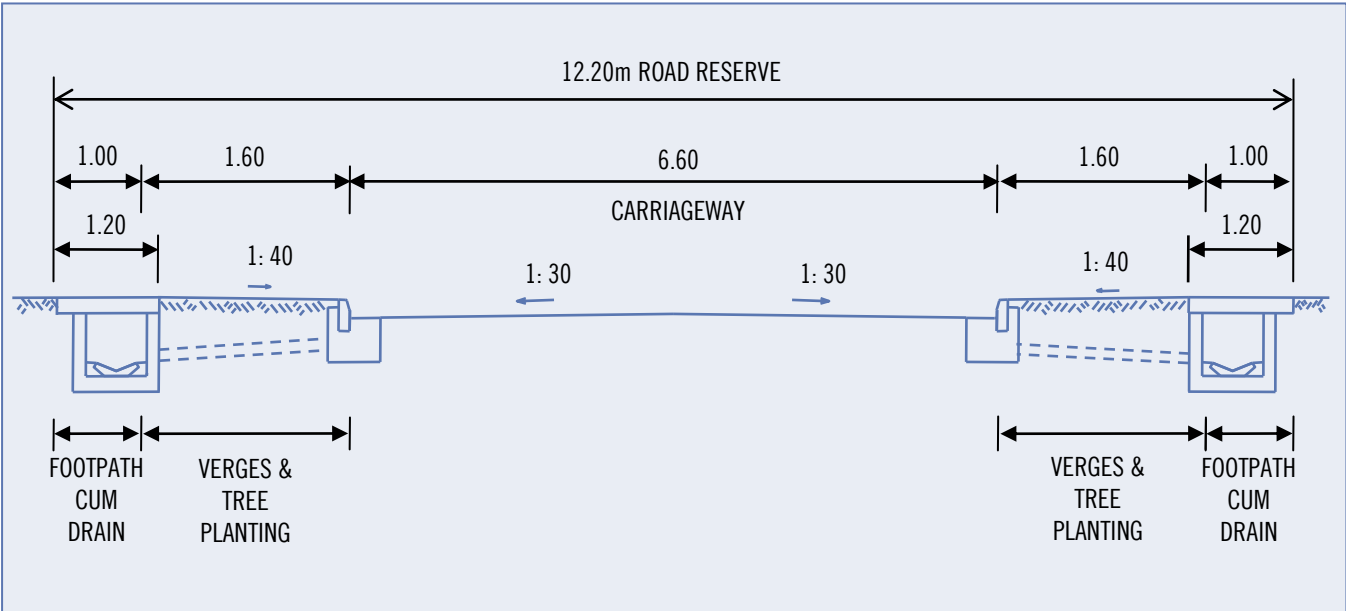 12.20m ROAD RESERVE
1.00
1.60
6.60
1.60
1.00
CARRIAGEWAY
1.20
1.20
1: 40
1: 30
1: 30
1: 40
FOOTPATH
CUM
DRAIN
VERGES &
TREE
PLANTING
VERGES &
TREE
PLANTING
FOOTPATH
CUM
DRAIN